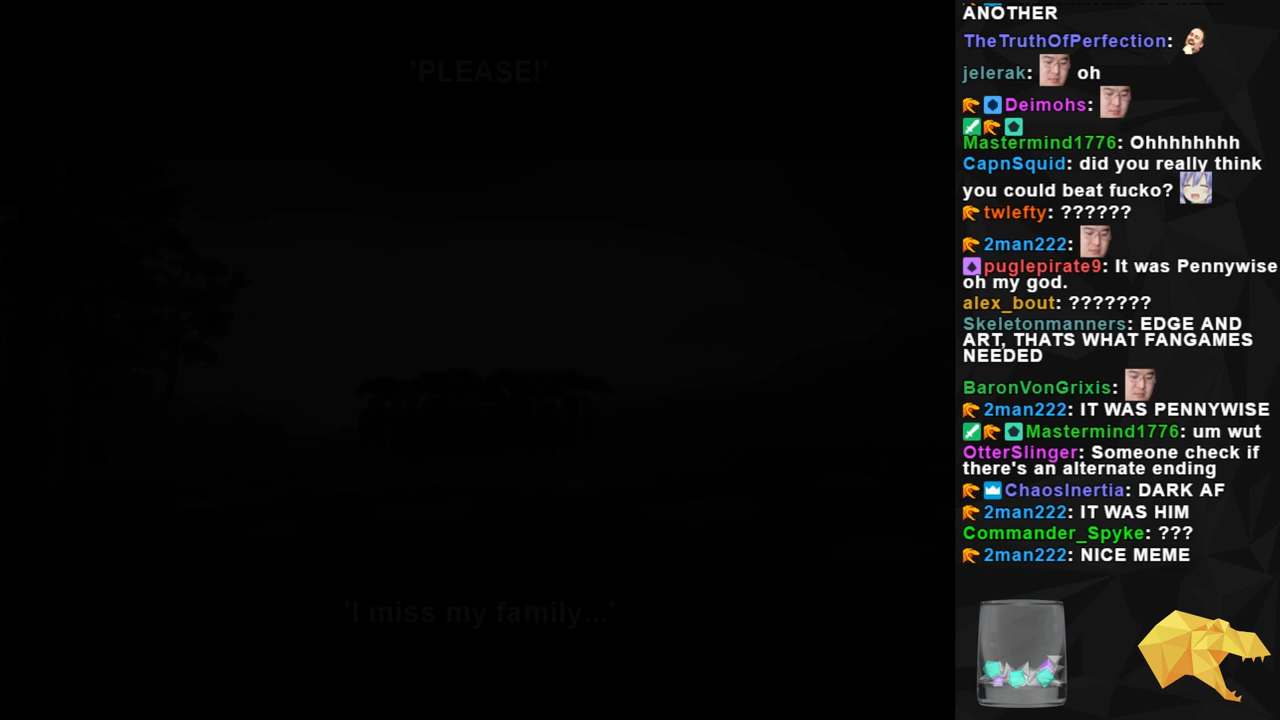 'PLEASE!'
'I miss my family...'
ANOTHER
TheTruthOfPerfection:
jelerak: oh
Deimohs:
Mastermind1776: Ohhhhhhhh
CapnSquid: did you really think
you could beat fucko?
twlefty: ??????
2man222:
puglepirate9: It was Pennywise
oh my god.
alex_bout: ???????
Skeletonmanners: EDGE AND
ART, THATS WHAT FANGAMES
NEEDED
BaronVonGrixis:
2man222: IT WAS PENNYWISE
Mastermind1776: um wut
OtterSlinger: Someone check if
there's an alternate ending
ChaosInertia: DARK AF
2man222: IT WAS HIM
Commander_Spyke: ???
2man222: NICE MEME